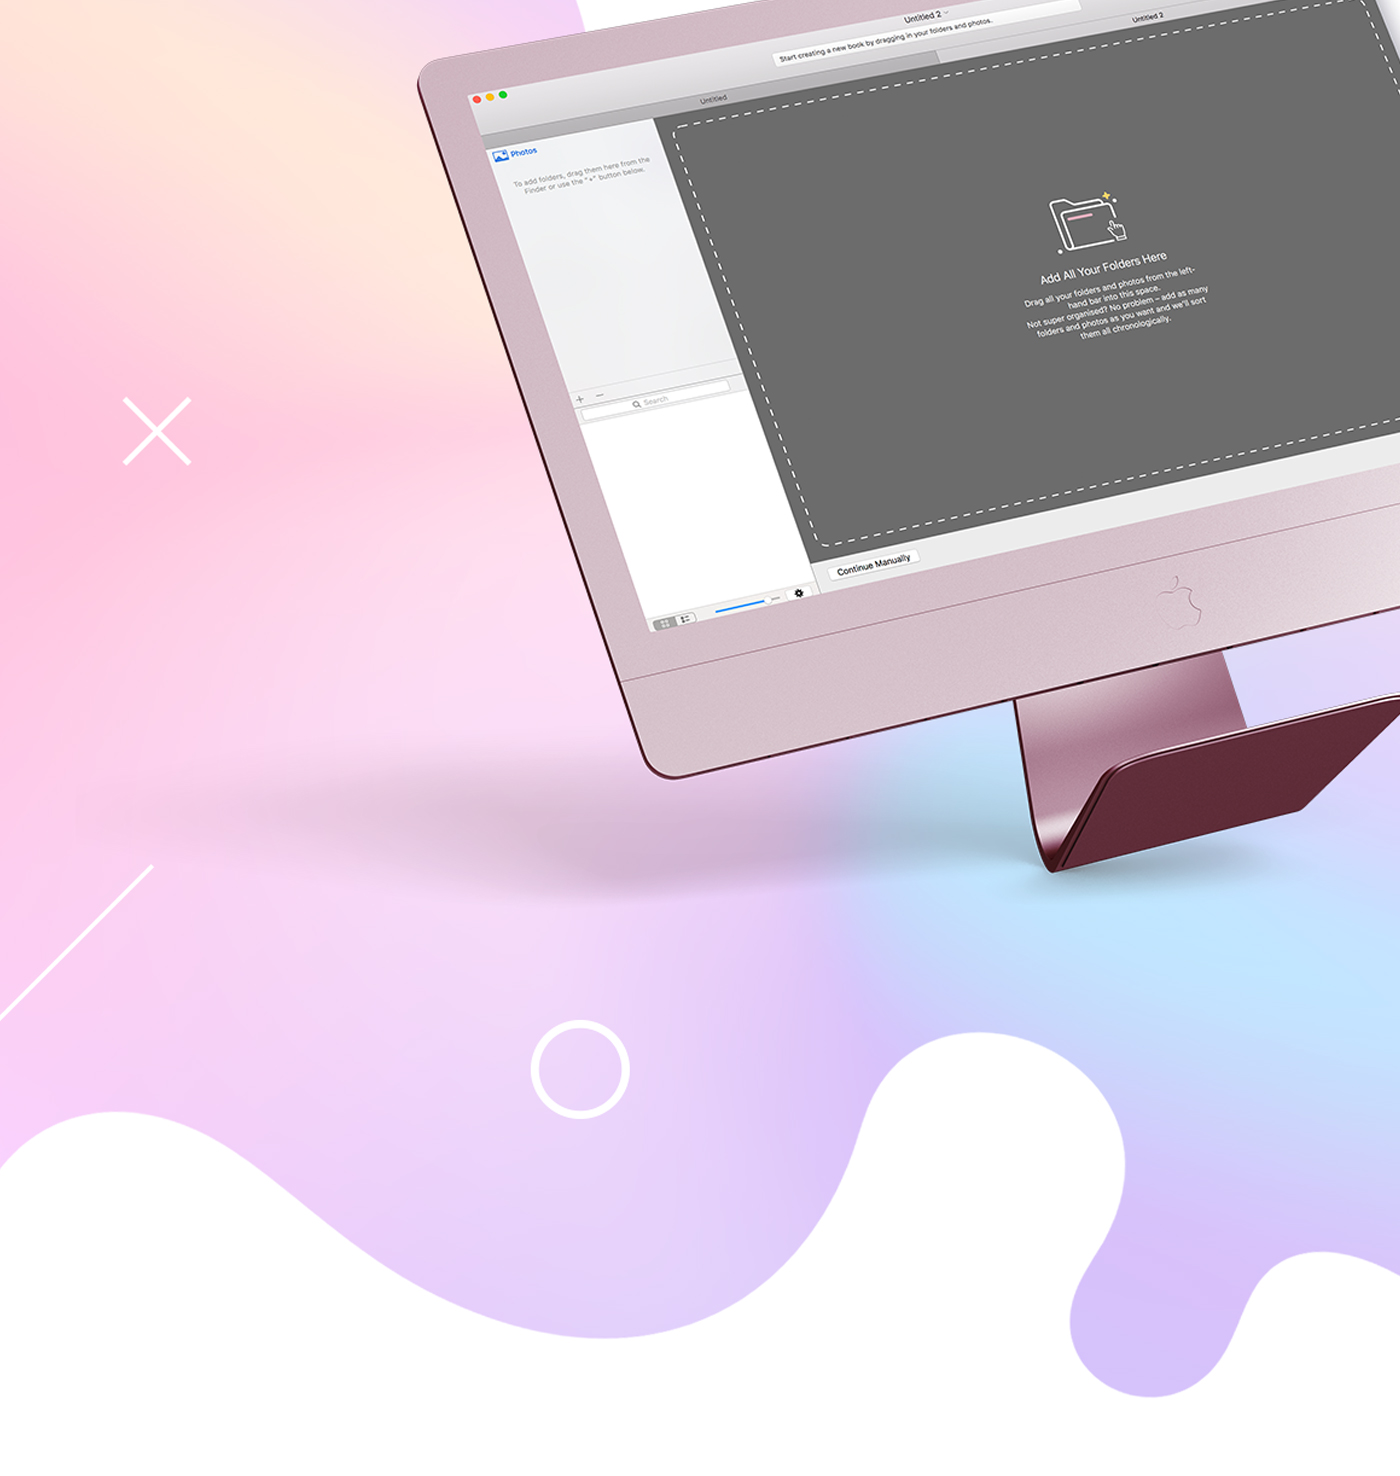 Untitled 2
Start creating a new book by dragging in your folders and photos.
Untitled
Untitled 2
Photos
To add folders, drag them here from the
Finder or use the "+" button below.
Add All Your Folders Here
Drag all your folders and photos from the left-
hand bar into this space.
Not super organised? No problem – add as many
folders and photos as you want and we'll sort
them all chronologically.
Search
Continue Manually